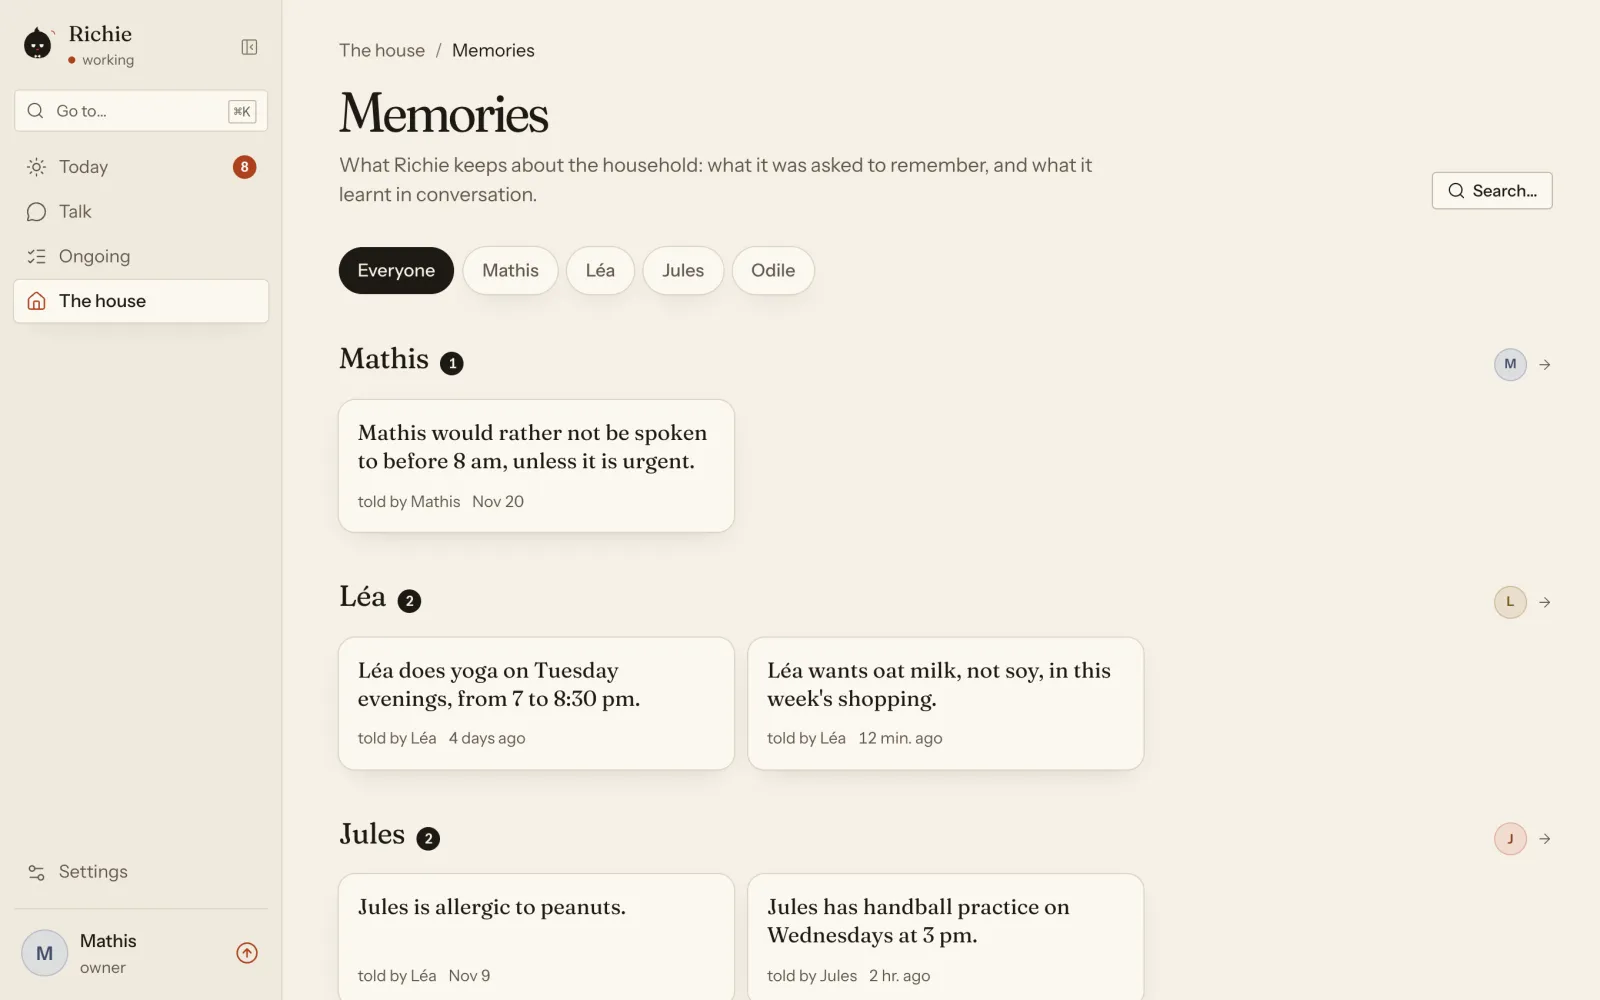 Richie
working
Go to...
⌘K
Today
8
Talk
Ongoing
The house
Settings
M
Mathis
owner
The house / Memories
Memories
What Richie keeps about the household: what it was asked to remember, and what it
learnt in conversation.
Search...
Everyone
Mathis
Léa
Jules
Odile
Mathis 1
M
Mathis would rather not be spoken
to before 8 am, unless it is urgent.
told by Mathis Nov 20
Léa 2
L
Léa does yoga on Tuesday
evenings, from 7 to 8:30 pm.
told by Léa 4 days ago
Léa wants oat milk, not soy, in this
week's shopping.
told by Léa 12 min. ago
Jules 2
J
Jules is allergic to peanuts.
told by Léa Nov 9
Jules has handball practice on
Wednesdays at 3 pm.
told by Jules 2 hr. ago